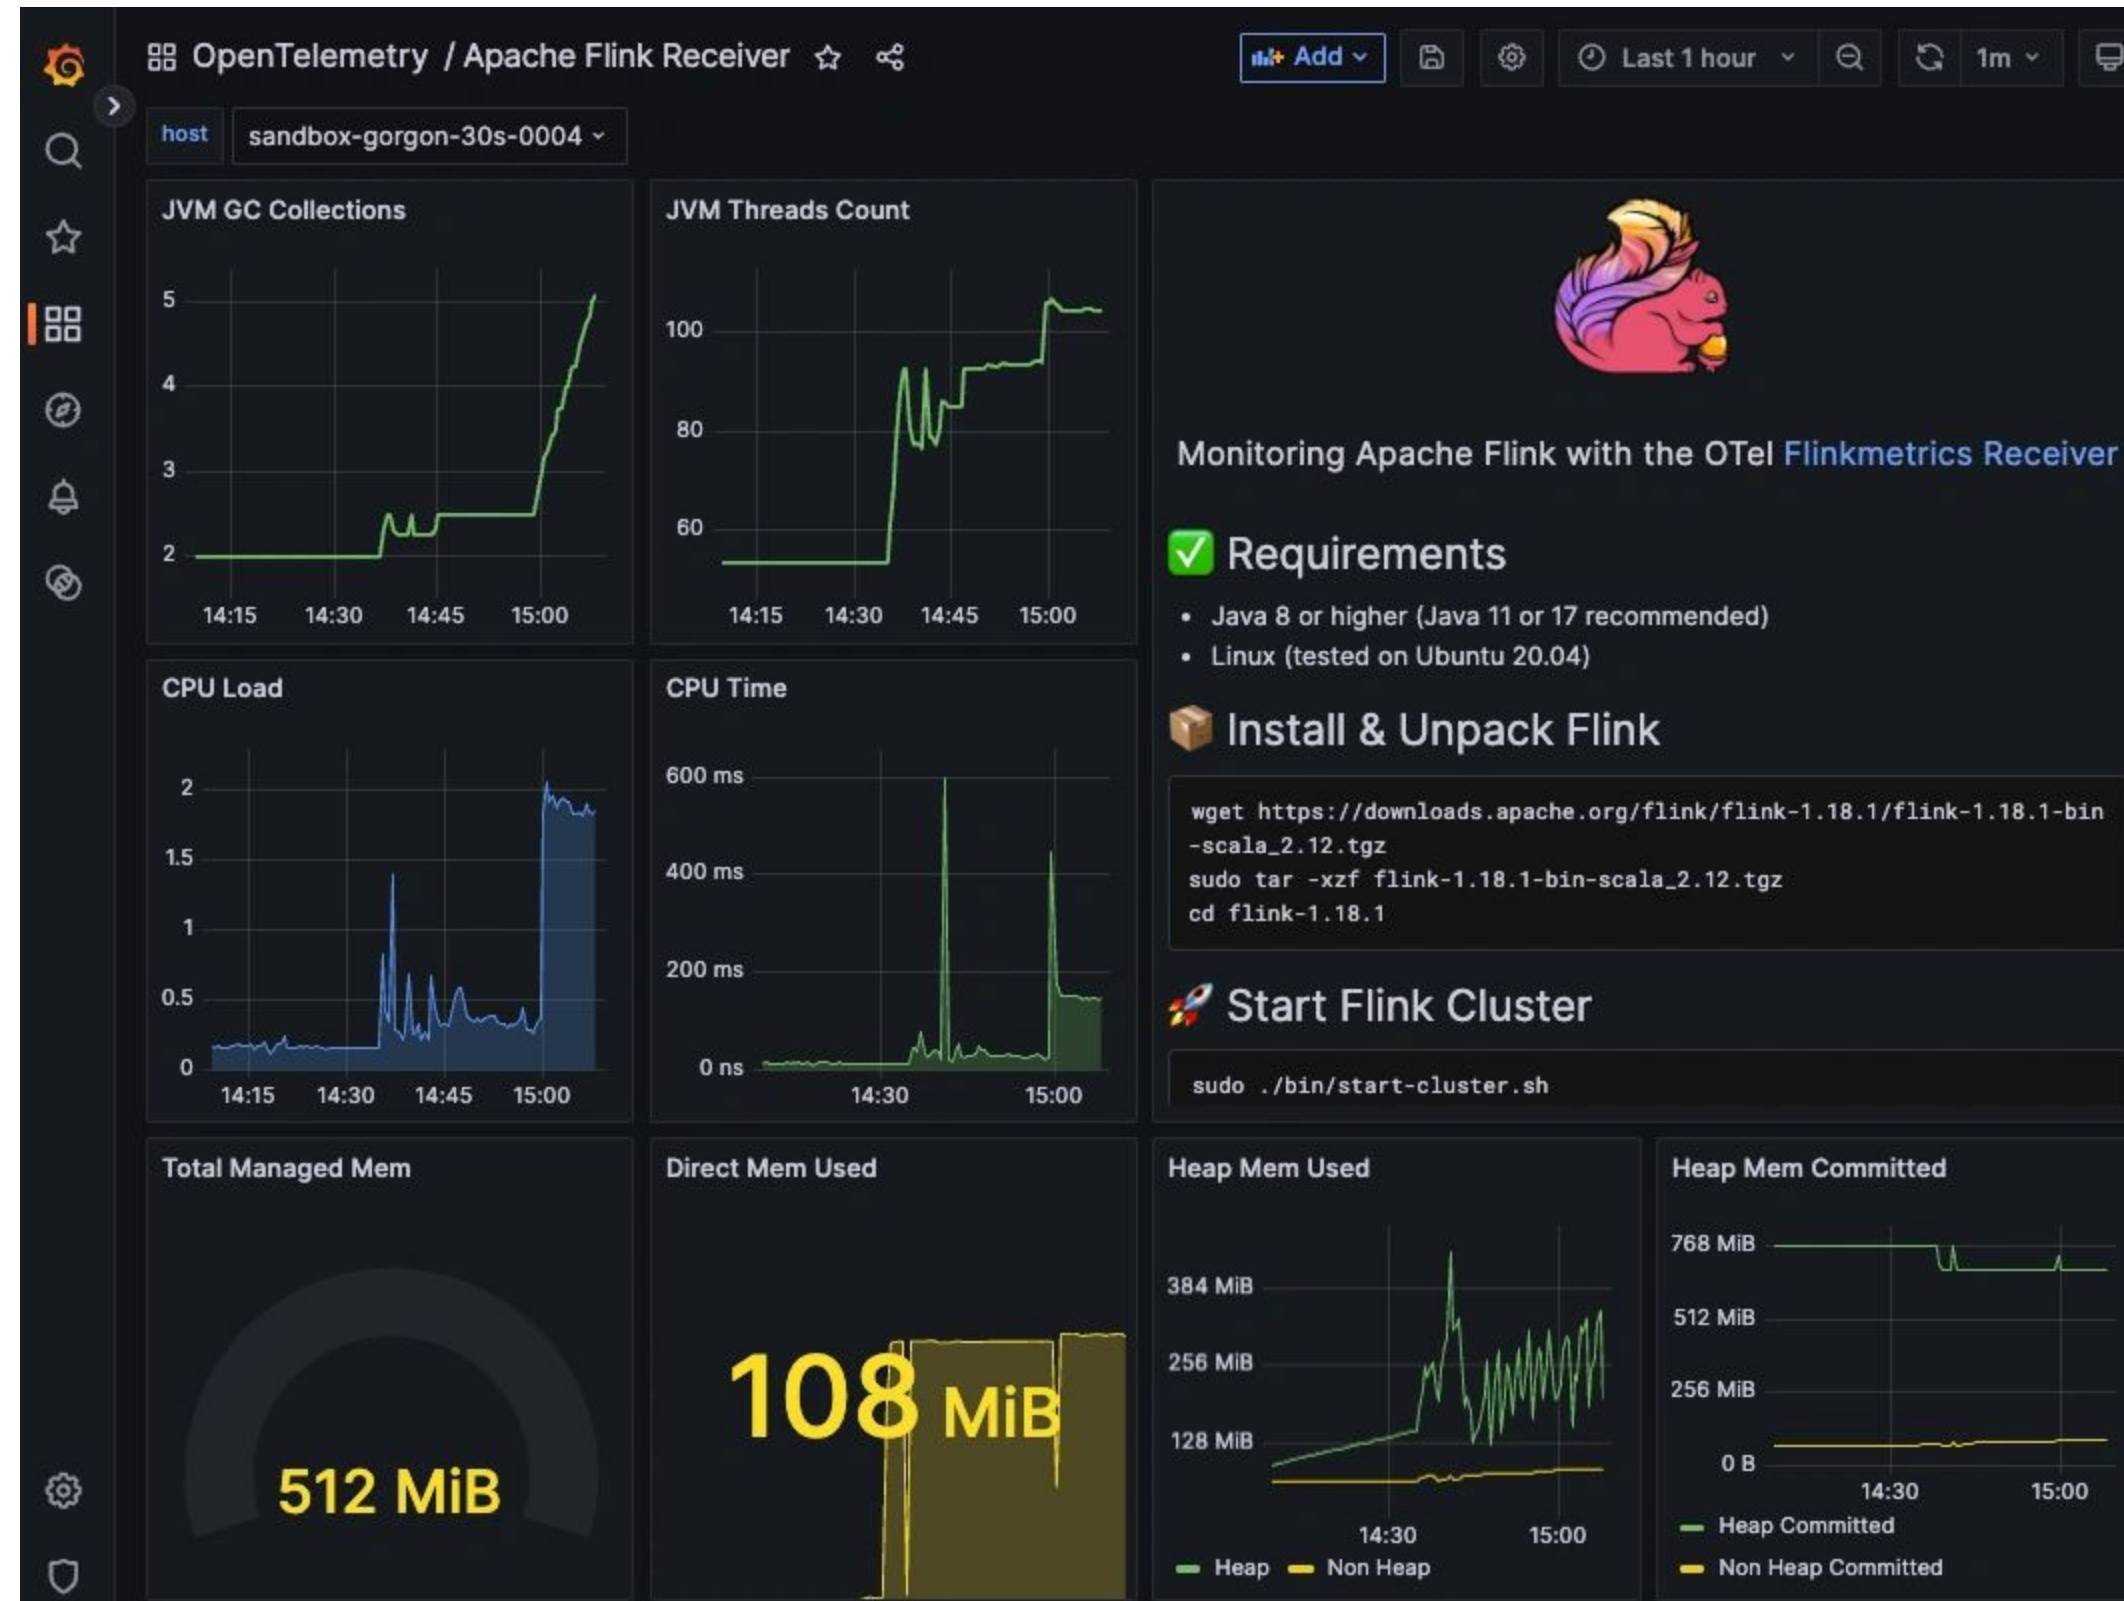 OpenTelemetry / Apache Flink Receiver
Add
Last 1 hour
1m
host
sandbox-gorgon-30s-0004
JVM GC Collections
5
4
3
2
14:15 14:30 14:45 15:00
JVM Threads Count
100
80
60
14:15 14:30 14:45 15:00
Monitoring Apache Flink with the OTel Flinkmetrics Receiver
✅ Requirements
• Java 8 or higher (Java 11 or 17 recommended)
• Linux (tested on Ubuntu 20.04)
📦 Install & Unpack Flink
wget https://downloads.apache.org/flink/flink-1.18.1/flink-1.18.1-bin
-scala_2.12.tgz
sudo tar -xzf flink-1.18.1-bin-scala_2.12.tgz
cd flink-1.18.1
🚀 Start Flink Cluster
sudo ./bin/start-cluster.sh
CPU Load
2
1.5
1
0.5
0
14:15 14:30 14:45 15:00
CPU Time
600 ms
400 ms
200 ms
0 ns
14:30 15:00
Total Managed Mem
512 MiB
Direct Mem Used
108 MiB
Heap Mem Used
384 MiB
256 MiB
128 MiB
14:30 15:00
Heap Non Heap
Heap Mem Committed
768 MiB
512 MiB
256 MiB
0 B
14:30 15:00
Heap Committed
Non Heap Committed